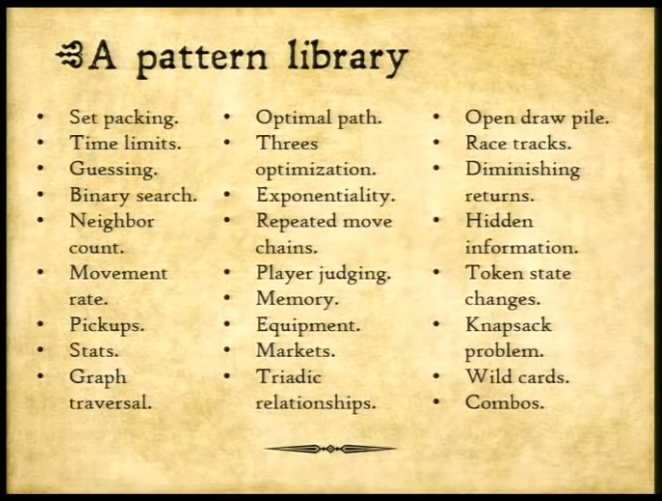 A pattern library
• Set packing.
• Time limits.
• Guessing.
• Binary search.
• Neighbor
count.
• Movement
rate.
• Pickups.
• Stats.
• Graph
traversal.
• Optimal path.
• Threes
optimization.
• Exponentiality.
• Repeated move
chains.
• Player judging.
• Memory.
• Equipment.
• Markets.
• Triadic
relationships.
• Open draw pile.
• Race tracks.
• Diminishing
returns.
• Hidden
information.
• Token state
changes.
• Knapsack
problem.
• Wild cards.
• Combos.